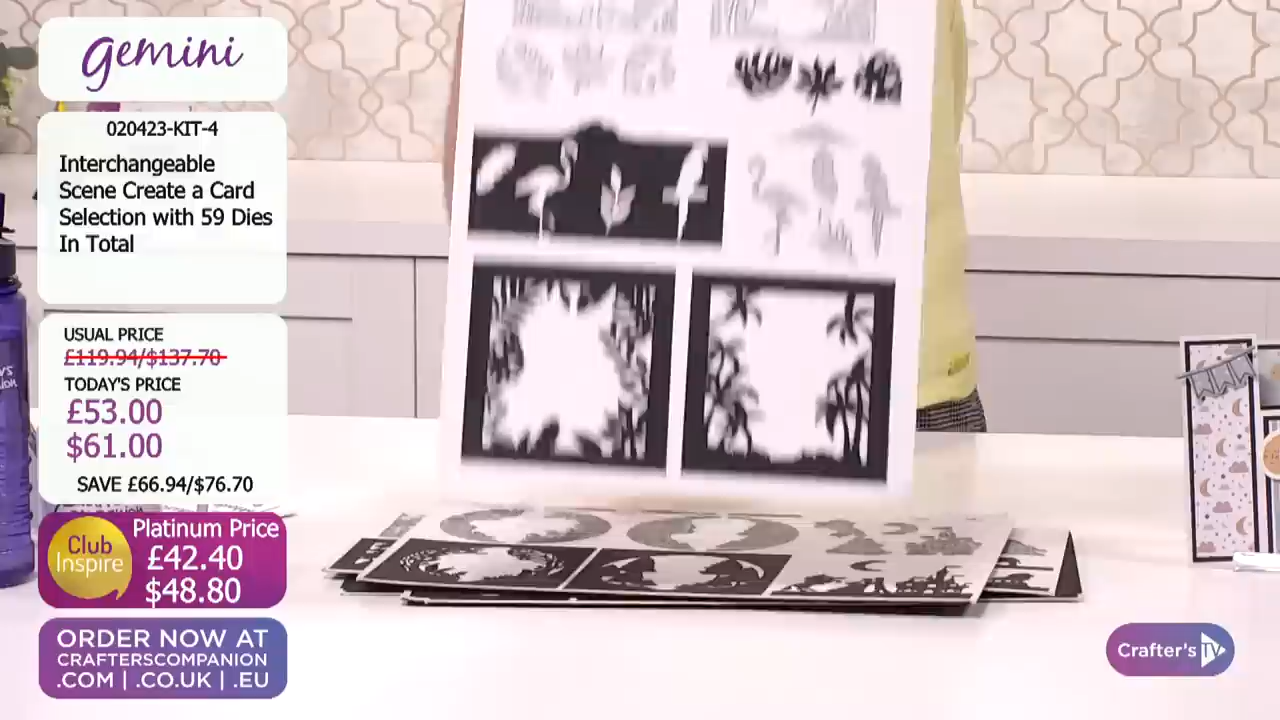 gemini
020423-KIT-4
Interchangeable
Scene Create a Card
Selection with 59 Dies
In Total
USUAL PRICE
£119.94/$137.70
TODAY'S PRICE
£53.00
$61.00
SAVE £66.94/$76.70
Club
Inspire
Platinum Price
£42.40
$48.80
ORDER NOW AT
CRAFTERSCOMPANION
.COM | .CO.UK | .EU
Crafter's TV